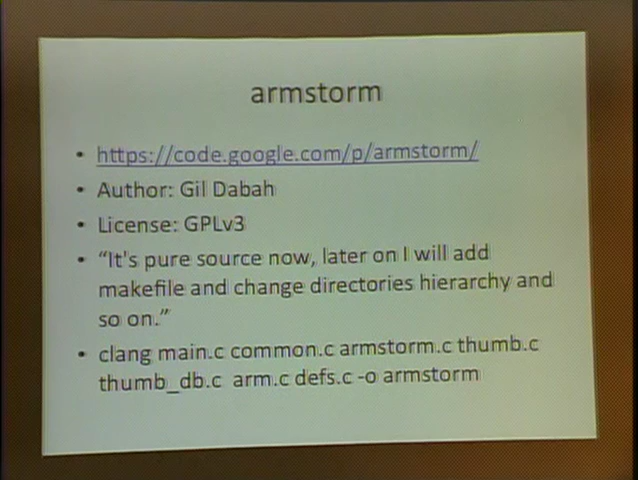 armstorm
• https://code.google.com/p/armstorm/
• Author: Gil Dabah
• License: GPLv3
• “It's pure source now, later on I will add
makefile and change directories hierarchy and
so on.”
• clang main.c common.c armstorm.c thumb.c
thumb_db.c arm.c defs.c -o armstorm